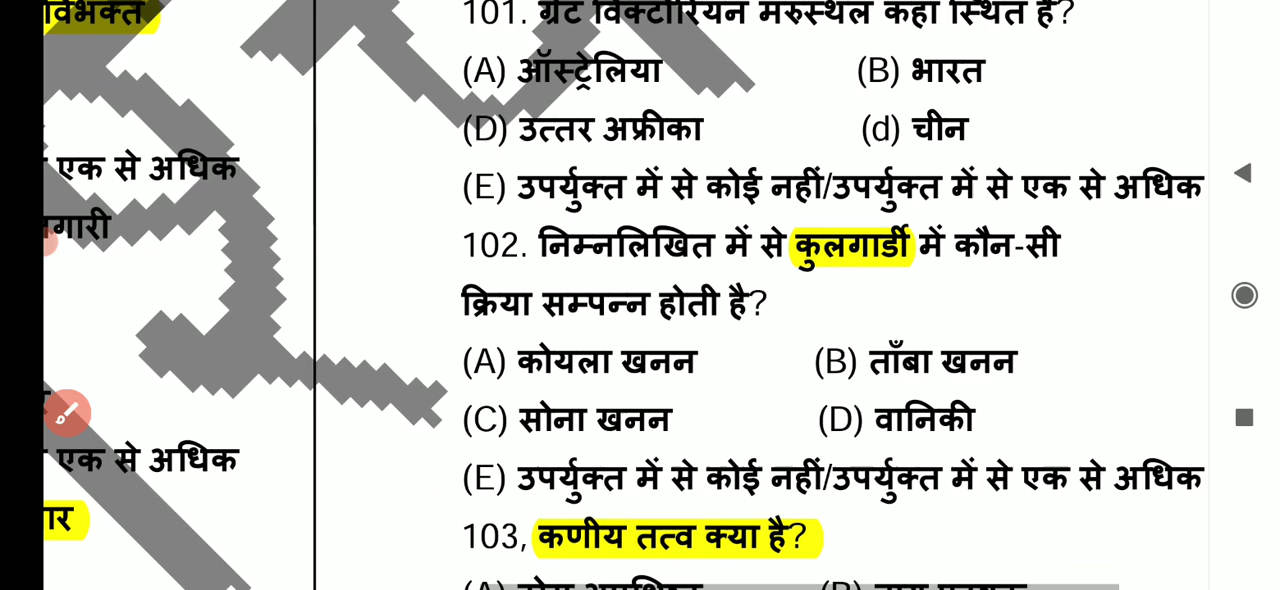 विभक्त
एक से अधिक
गारी
एक से अधिक
101. ग्रेट विक्टोरियन मरुस्थल कहाँ स्थित है?
(A) ऑस्ट्रेलिया (B) भारत
(D) उत्तर अफ्रीका (d) चीन
(E) उपर्युक्त में से कोई नहीं/उपर्युक्त में से एक से अधिक
102. निम्नलिखित में से कुलगार्डी में कौन-सी
क्रिया सम्पन्न होती है?
(A) कोयला खनन (B) ताँबा खनन
(C) सोना खनन (D) वानिकी
(E) उपर्युक्त में से कोई नहीं/उपर्युक्त में से एक से अधिक
103, कणीय तत्व क्या है?
(A) (B)